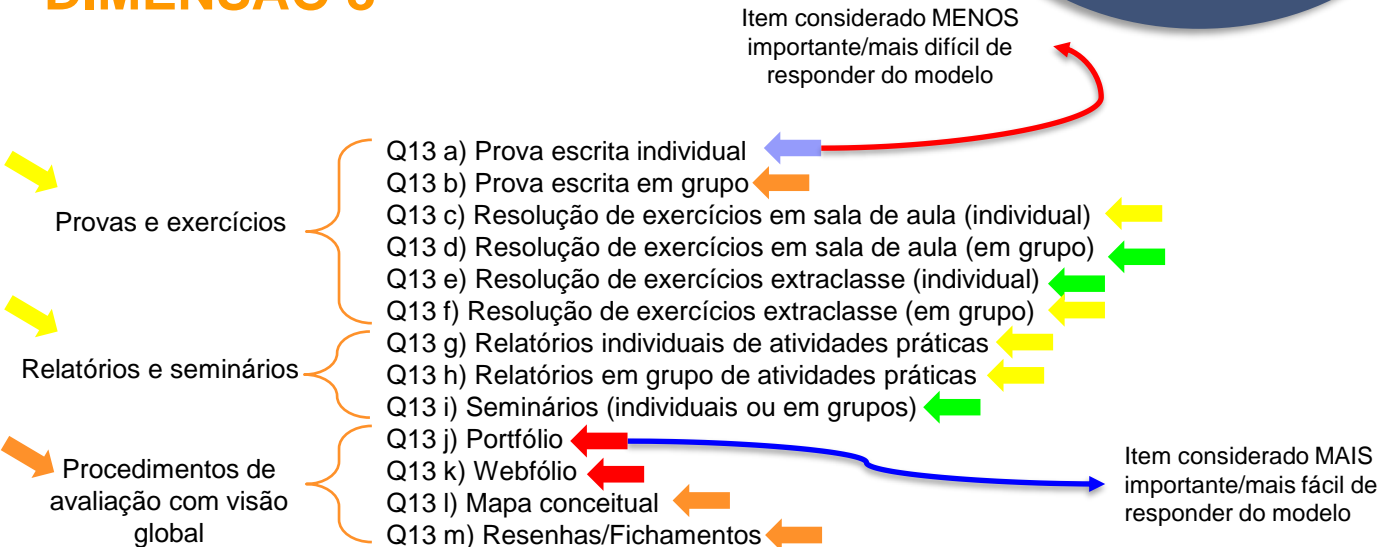 DIMENSÃO
Item considerado MENOS
importante/mais difícil de
responder do modelo
Provas e exercícios
Q13 a) Prova escrita individual
Q13 b) Prova escrita em grupo
Q13 c) Resolução de exercícios em sala de aula (individual)
Q13 d) Resolução de exercícios em sala de aula (em grupo)
Q13 e) Resolução de exercícios extraclasse (individual)
Q13 f) Resolução de exercícios extraclasse (em grupo)
Relatórios e seminários
Q13 g) Relatórios individuais de atividades práticas
Q13 h) Relatórios em grupo de atividades práticas
Q13 i) Seminários (individuais ou em grupos)
Procedimentos de
avaliação com visão
global
Q13 j) Portfólio
Q13 k) Webfólio
Q13 l) Mapa conceitual
Q13 m) Resenhas/Fichamentos
Item considerado MAIS
importante/mais fácil de
responder do modelo